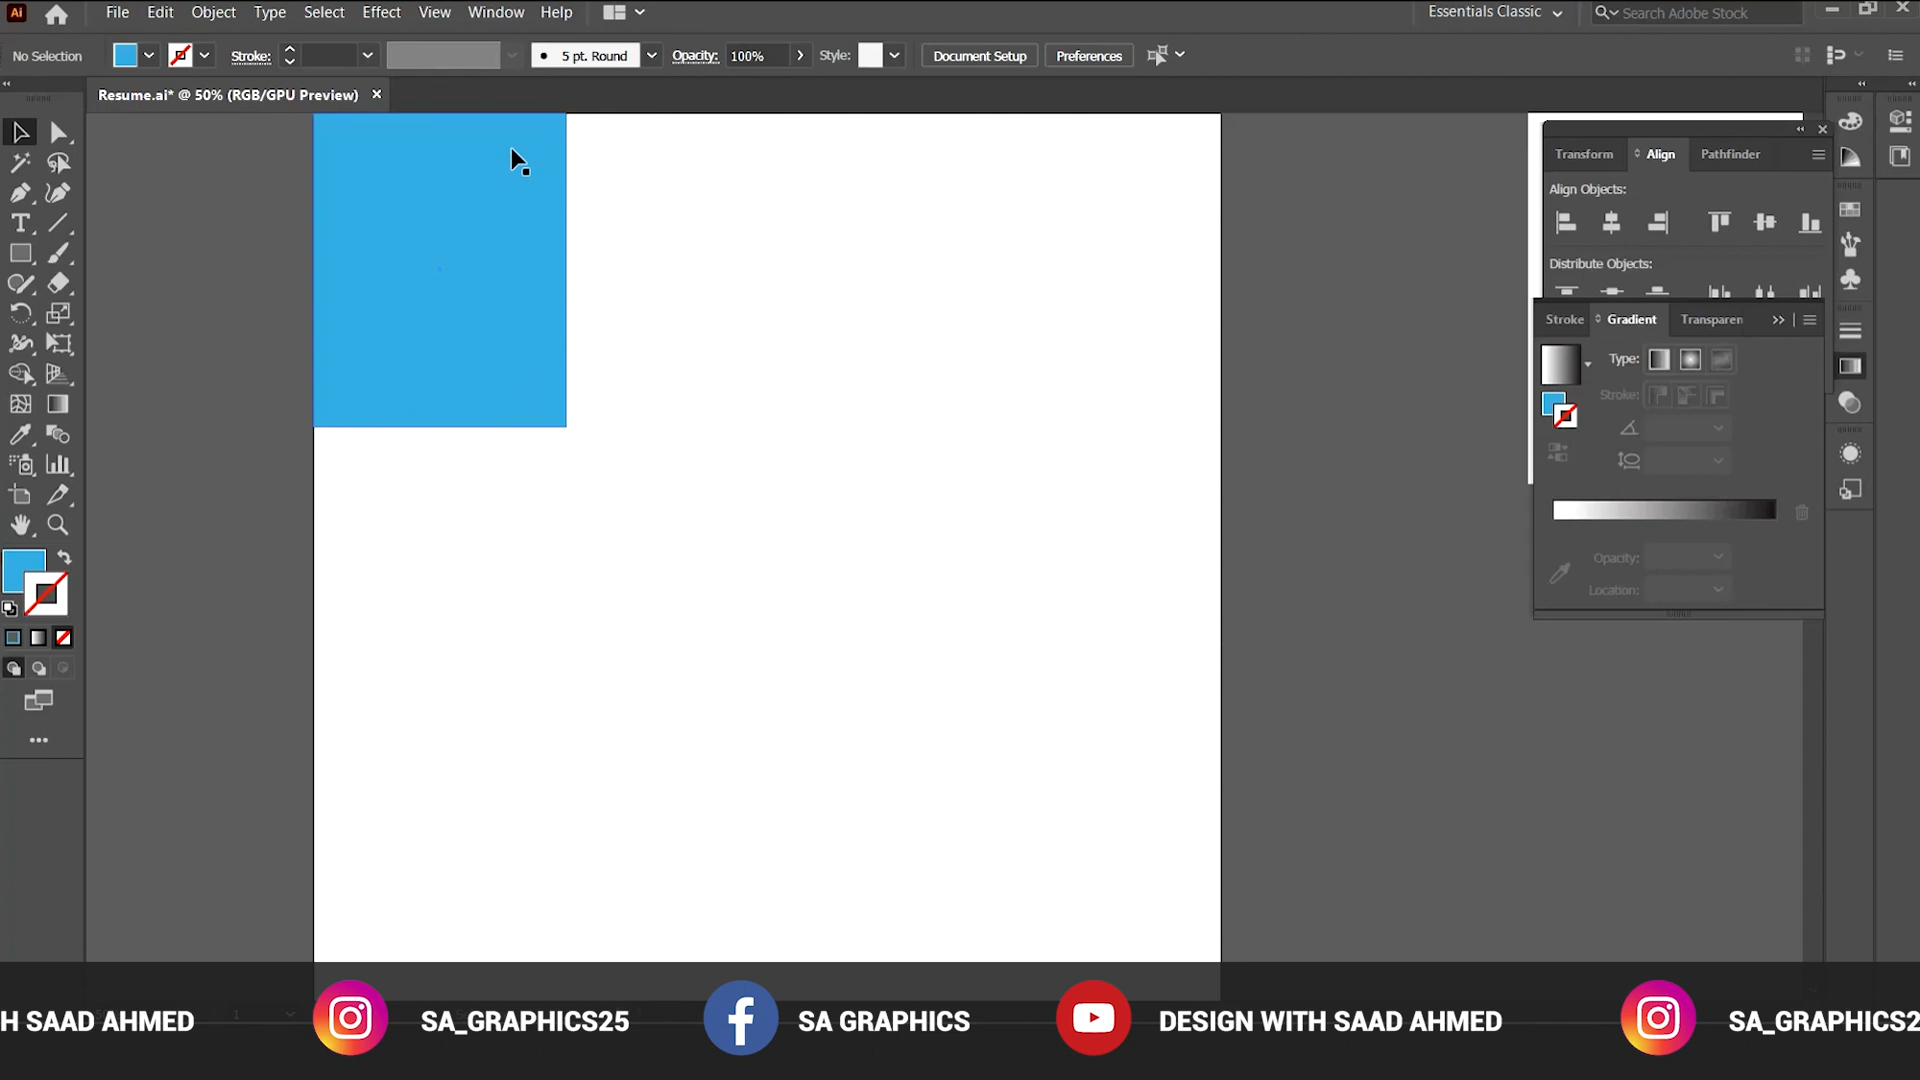 Ai File Edit Object Type Select Effect View Window Help Essentials Classic Search Adobe Stock
No Selection Stroke: 5 pt. Round Opacity: 100% Style: Document Setup Preferences
Resume.ai* @ 50% (RGB/GPU Preview)
Transform Align Pathfinder
Align Objects:
Distribute Objects:
Stroke Gradient Transparen
Type:
Stroke:
Opacity:
Location:
1
H SAAD AHMED SA_GRAPHICS25 SA GRAPHICS DESIGN WITH SAAD AHMED SA_GRAPHICS2